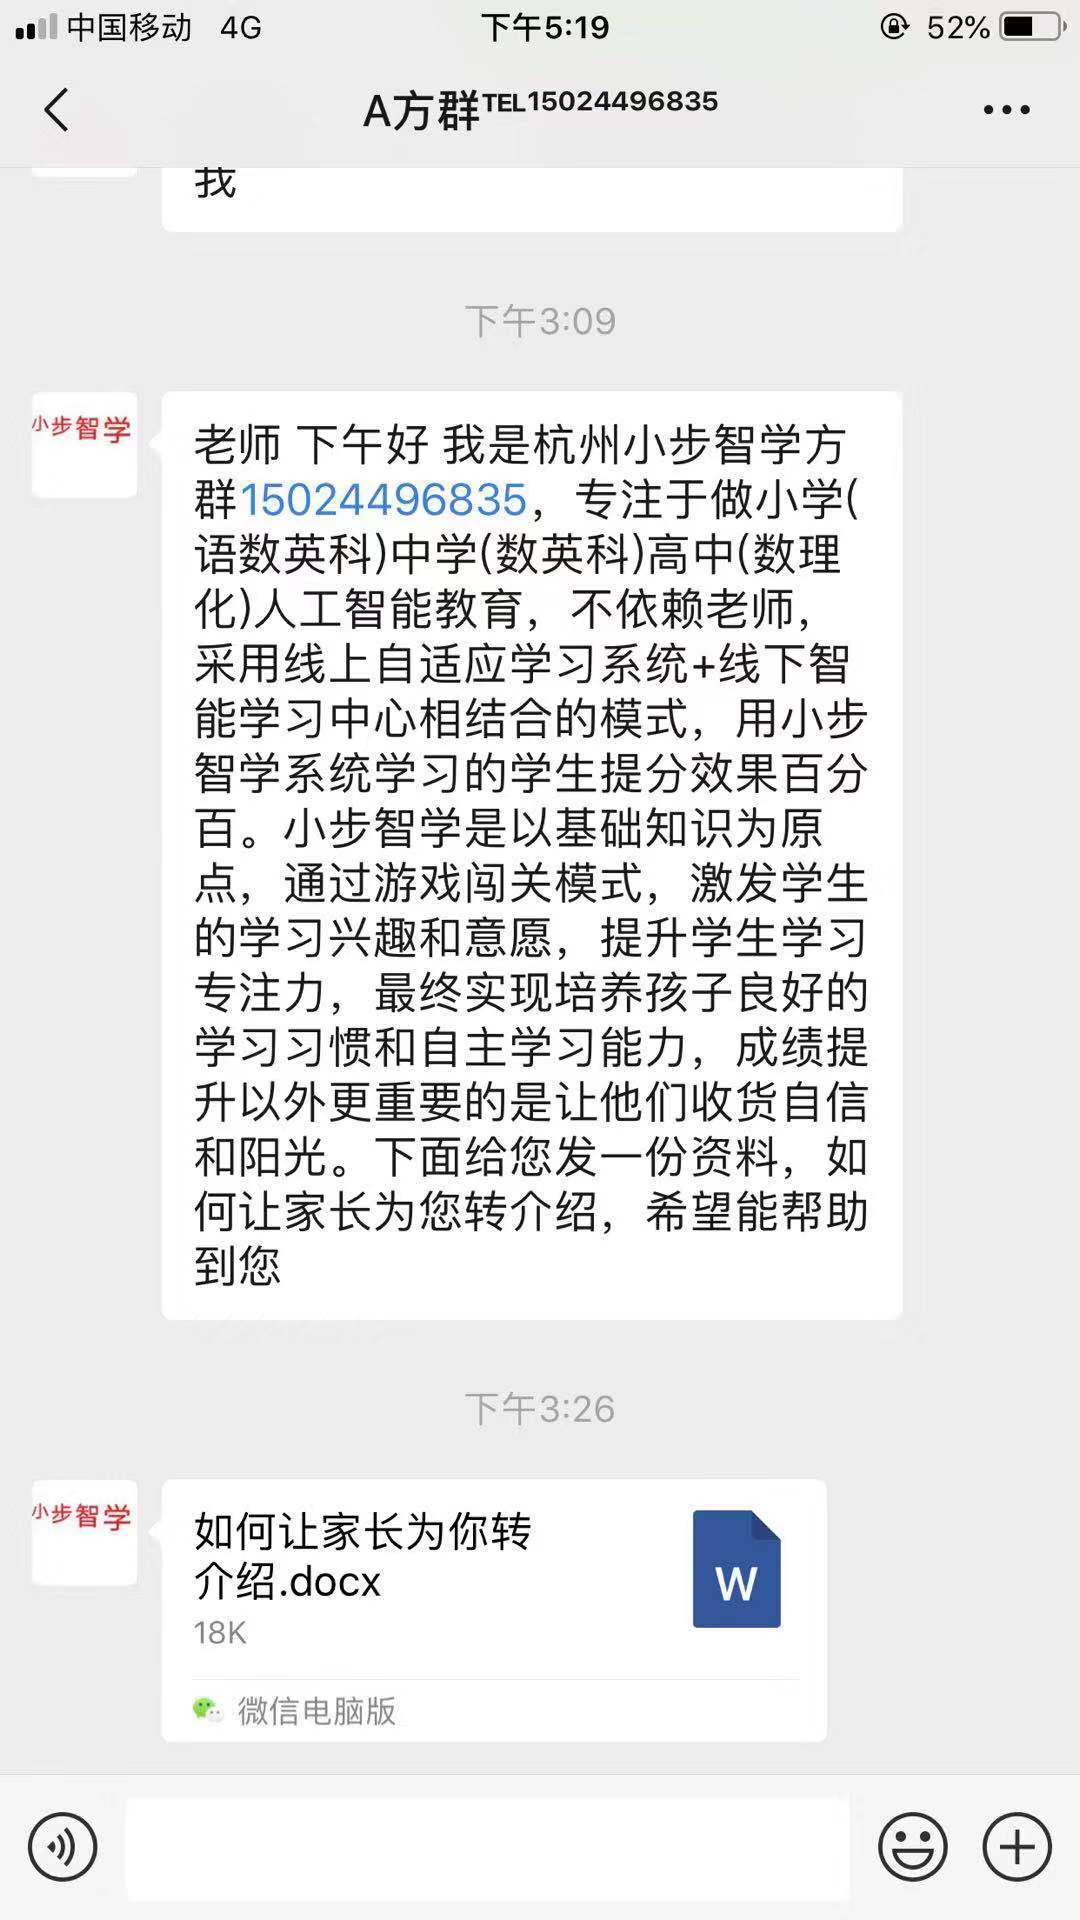 中国移动 4G 下午5:19 52%
A方群TEL15024496835
我
下午3:09
小步智学
老师 下午好 我是杭州小步智学方
群15024496835，专注于做小学(
语数英科)中学(数英科)高中(数理
化)人工智能教育，不依赖老师，
采用线上自适应学习系统+线下智
能学习中心相结合的模式，用小步
智学系统学习的学生提分效果百分
百。小步智学是以基础知识为原
点，通过游戏闯关模式，激发学生
的学习兴趣和意愿，提升学生学习
专注力，最终实现培养孩子良好的
学习习惯和自主学习能力，成绩提
升以外更重要的是让他们收货自信
和阳光。下面给您发一份资料，如
何让家长为您转介绍，希望能帮助
到您
下午3:26
小步智学
如何让家长为你转
介绍.docx
W
18K
微信电脑版